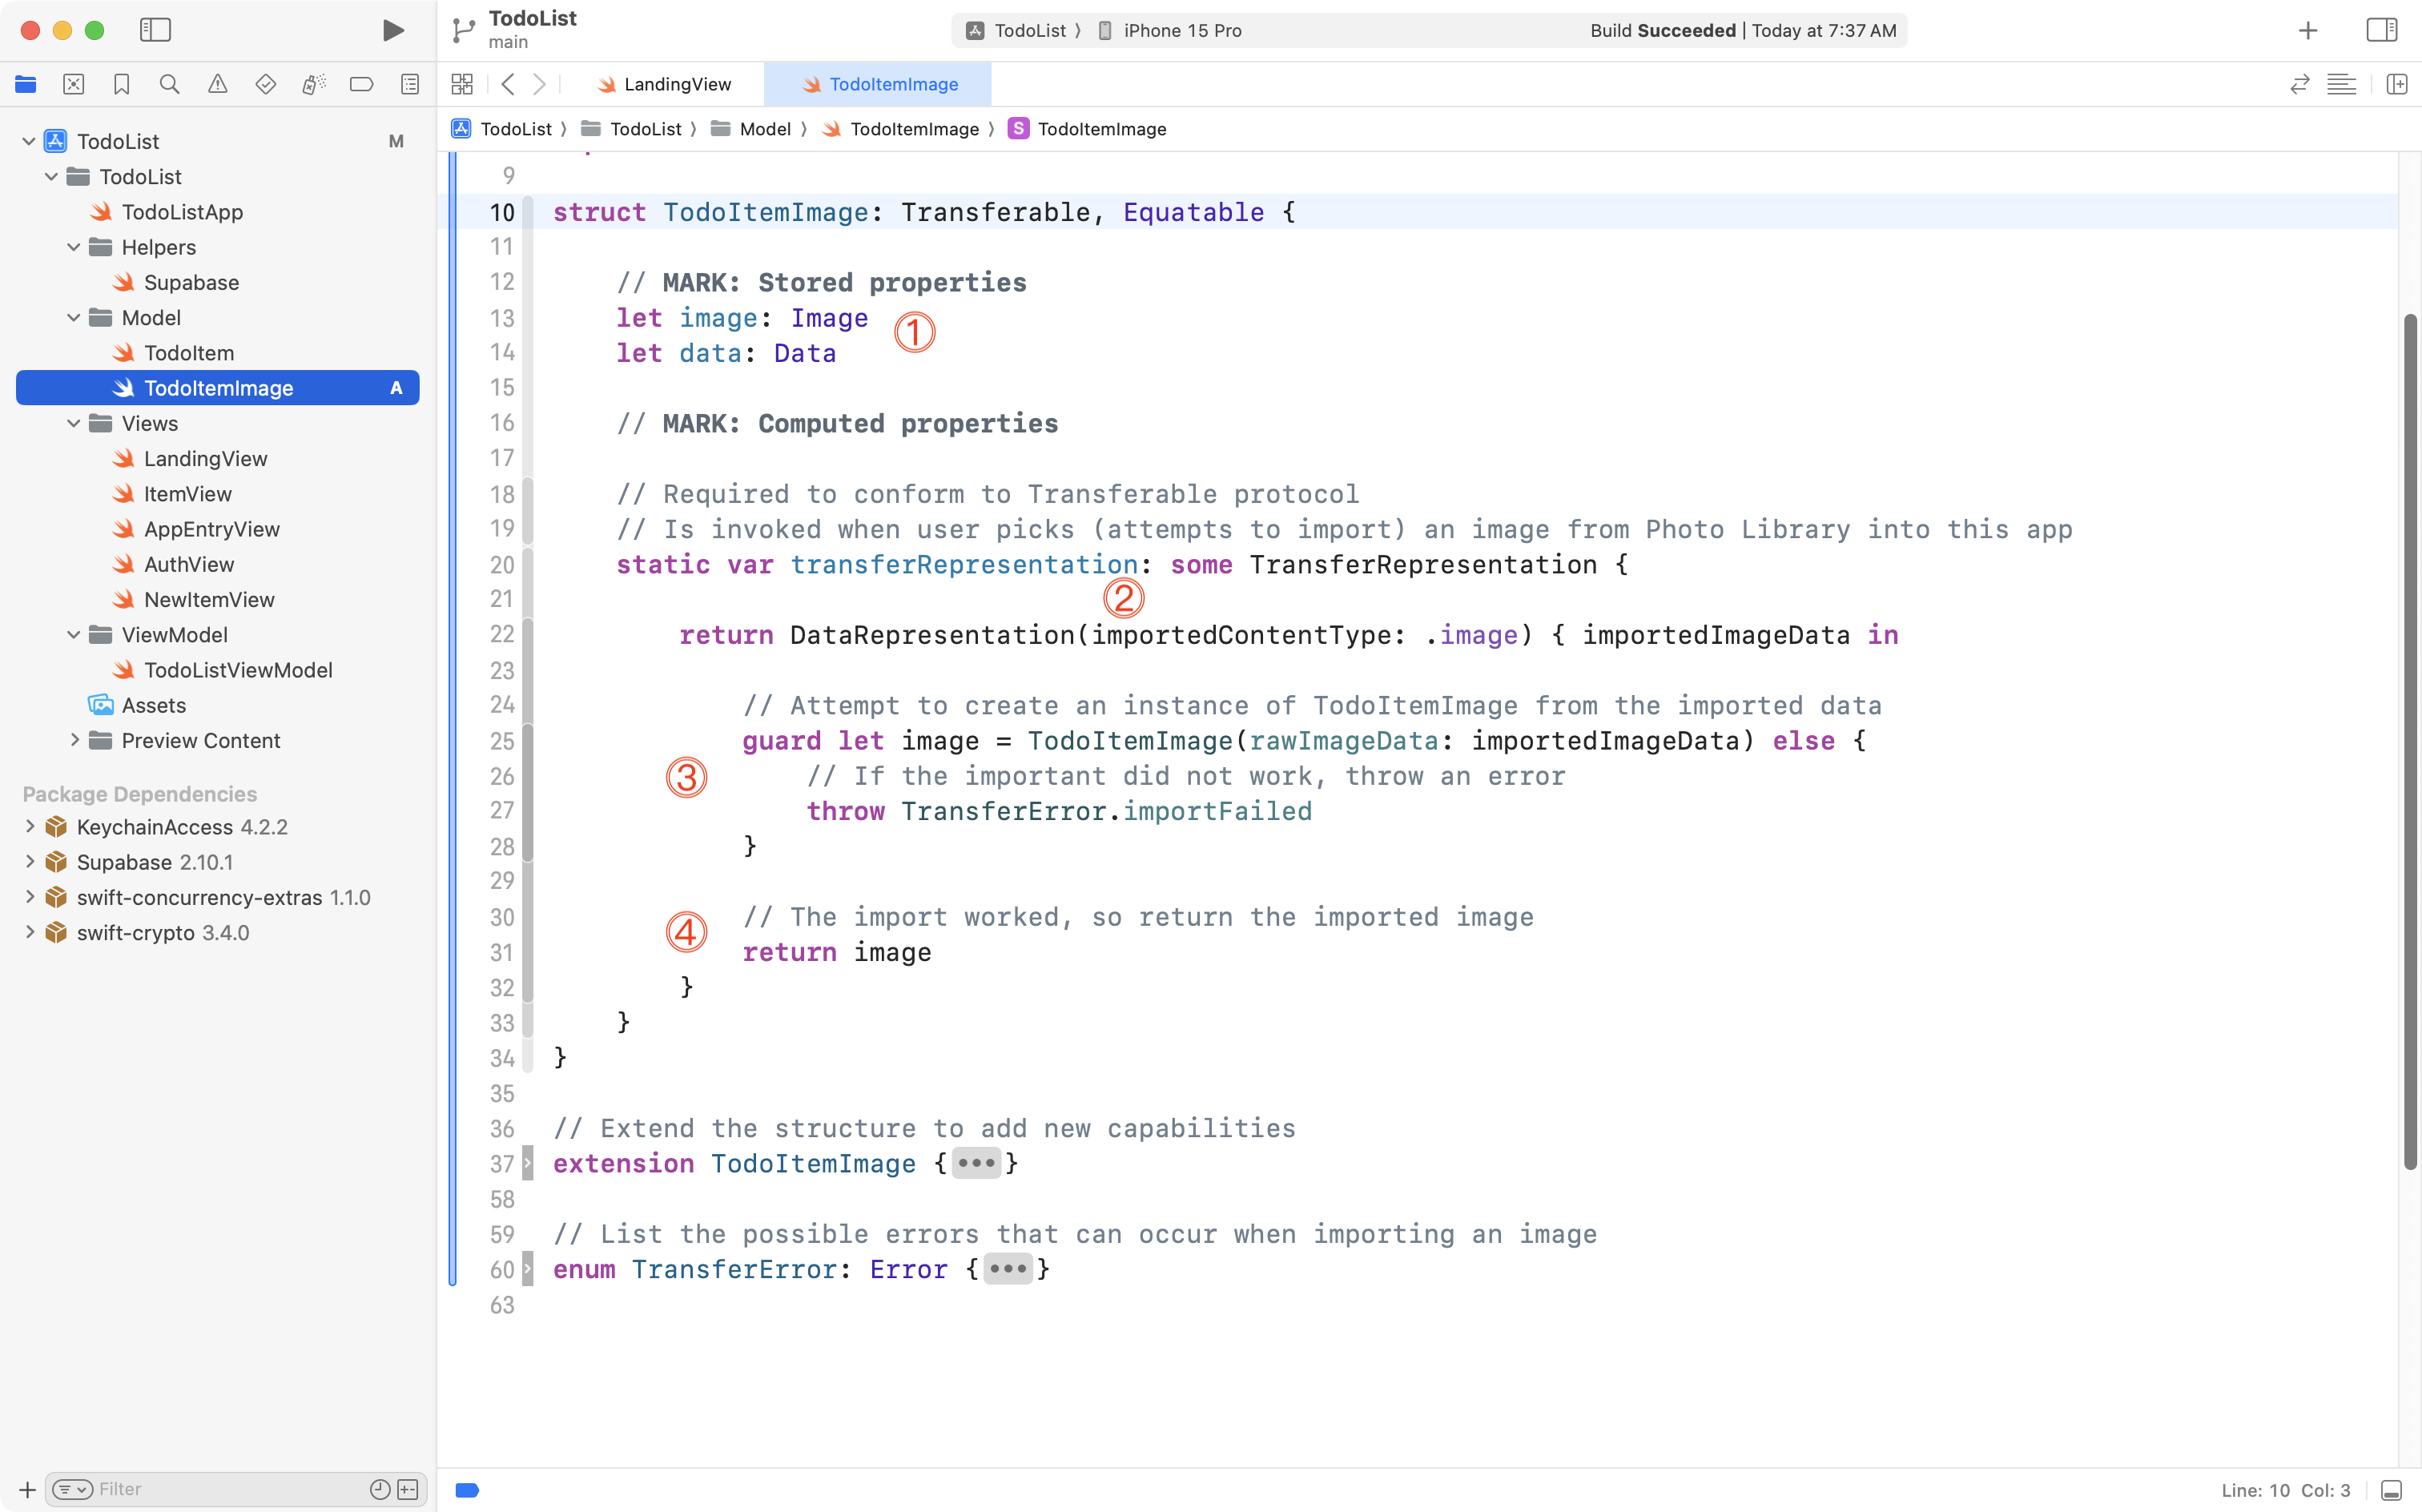 TodoList
main
TodoList 〉 iPhone 15 Pro
Build Succeeded | Today at 7:37 AM
LandingView
TodoItemImage
TodoList 〉 TodoList 〉 Model 〉 TodoItemImage 〉 S TodoItemImage
TodoList M
TodoList
TodoListApp
Helpers
Supabase
Model
TodoItem
TodoItemImage A
Views
LandingView
ItemView
AppEntryView
AuthView
NewItemView
ViewModel
TodoListViewModel
Assets
Preview Content
Package Dependencies
KeychainAccess 4.2.2
Supabase 2.10.1
swift-concurrency-extras 1.1.0
swift-crypto 3.4.0
Filter
9
10 struct TodoItemImage: Transferable, Equatable {
11
12 // MARK: Stored properties
13 let image: Image
①
14 let data: Data
15
16 // MARK: Computed properties
17
18 // Required to conform to Transferable protocol
19 // Is invoked when user picks (attempts to import) an image from Photo Library into this app
20 static var transferRepresentation: some TransferRepresentation {
21 ②
22 return DataRepresentation(importedContentType: .image) { importedImageData in
23
24 // Attempt to create an instance of TodoItemImage from the imported data
25 guard let image = TodoItemImage(rawImageData: importedImageData) else {
26 ③ // If the important did not work, throw an error
27 throw TransferError.importFailed
28 }
29
30 ④ // The import worked, so return the imported image
31 return image
32 }
33 }
34 }
35
36 // Extend the structure to add new capabilities
37 extension TodoItemImage {•••}
58
59 // List the possible errors that can occur when importing an image
60 enum TransferError: Error {•••}
63
Line: 10 Col: 3